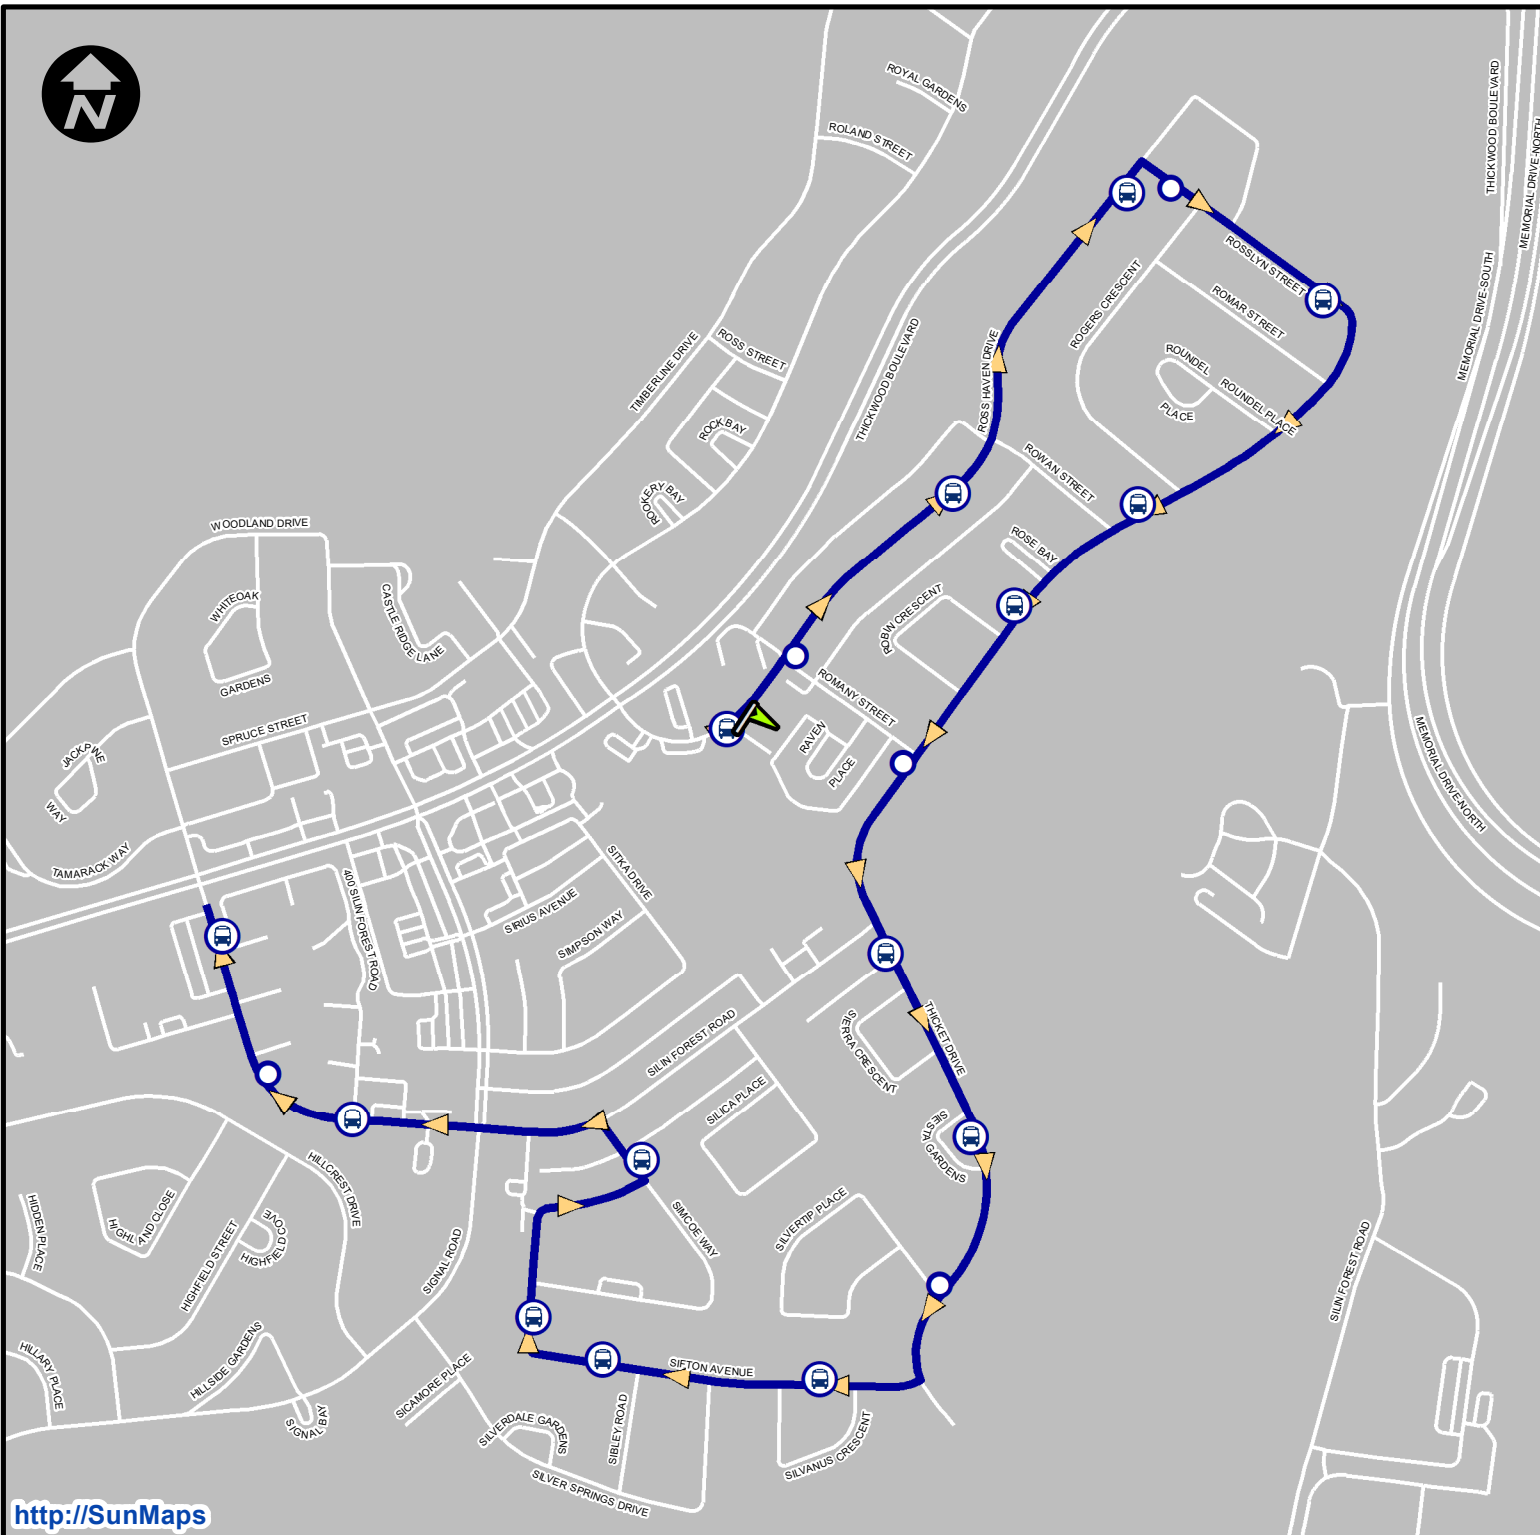 N
ROYAL GARDENS
ROLAND STREET
THICKWOOD BOULEVARD
MEMORIAL DRIVE-NORTH
ROSSLYN STREET
MEMORIAL DRIVE-SOUTH
ROGERS CRESCENT
ROMAR STREET
ROSS STREET
TIMBERLINE DRIVE
THICKWOOD BOULEVARD
ROSS HAVEN DRIVE
ROUNDEL
PLACE
ROUNDEL PLACE
ROCK BAY
ROWAN STREET
ROOKERY BAY
WOODLAND DRIVE
ROSE BAY
WHITEOAK
GARDENS
CASTLE RIDGE LANE
ROBIN CRESCENT
ROMANY STREET
SPRUCE STREET
RAVEN
PLACE
JACKPINE
WAY
MEMORIAL DRIVE-NORTH
TAMARACK WAY
SITKA DRIVE
400 SILIN FOREST ROAD
SIRIUS AVENUE
SIMPSON WAY
SILIN FOREST ROAD
SIERRA CRESCENT
THICKET DRIVE
SILICA PLACE
SIESTA GARDENS
HILLCREST DRIVE
HIDDEN PLACE
HIGHLAND CLOSE
HIGHFIELD STREET
HIGHFIELD COVE
SIMCOE WAY
SILVERTIP PLACE
SIGNAL ROAD
SILIN FOREST ROAD
HILLARY PLACE
HILLSIDE GARDENS
SIFTON AVENUE
SICAMORE PLACE
SIGNAL BAY
SILVERDALE GARDENS
SIBLEY ROAD
SILVANUS CRESCENT
SILVER SPRINGS DRIVE
http://SunMaps